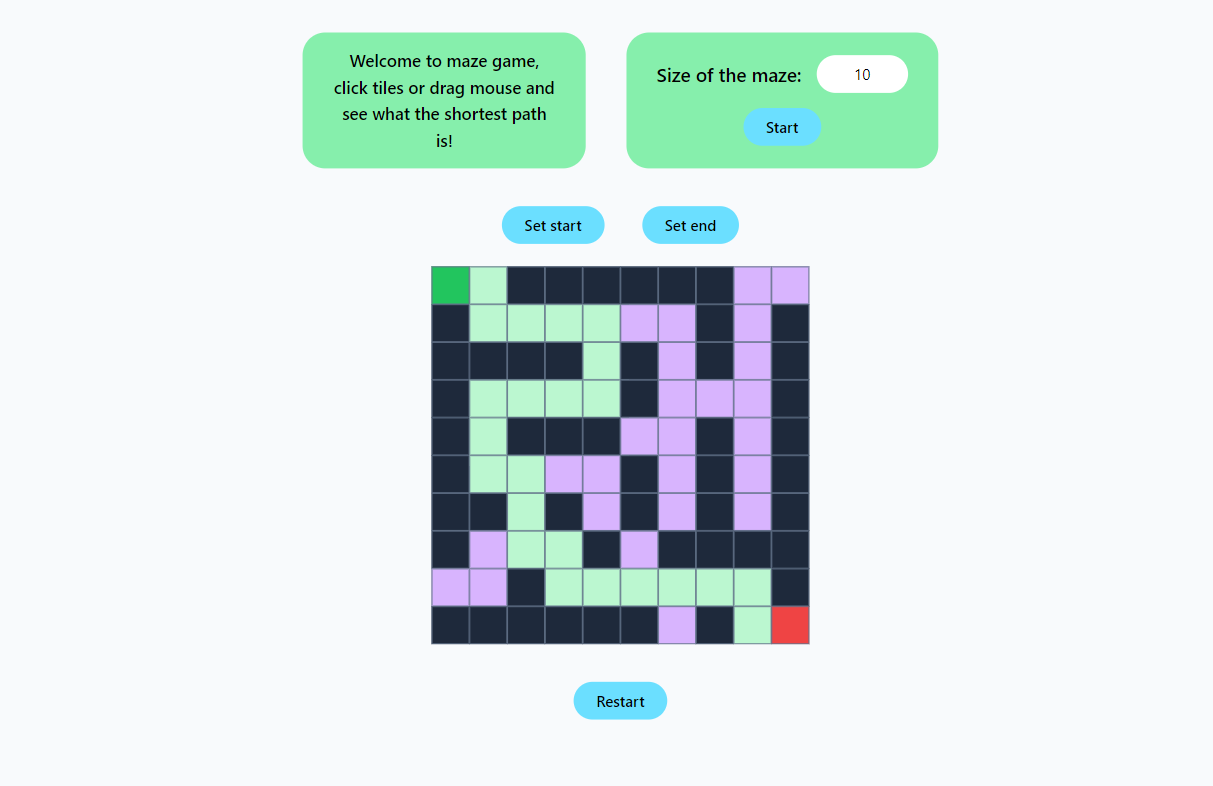 Welcome to maze game,
click tiles or drag mouse and
see what the shortest path
is!
Size of the maze: 10
Start
Set start Set end
Restart